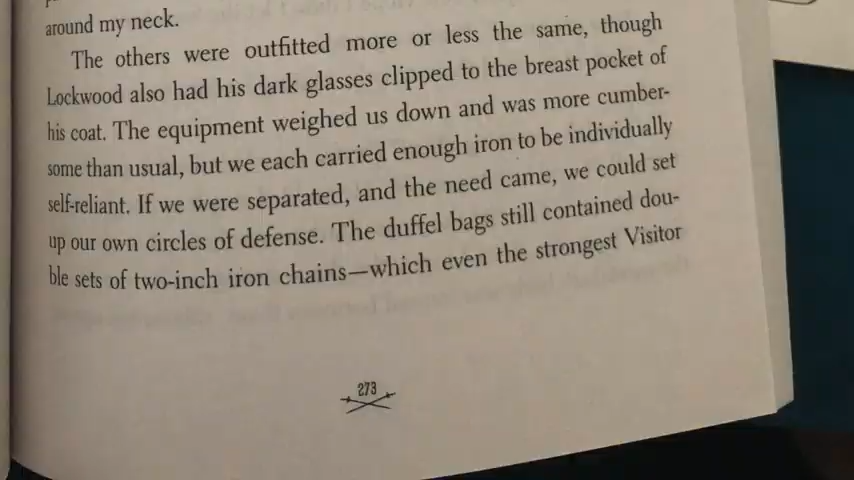 around my neck.
The others were outfitted more or less the same, though
Lockwood also had his dark glasses clipped to the breast pocket of
his coat. The equipment weighed us down and was more cumber-
some than usual, but we each carried enough iron to be individually
self-reliant. If we were separated, and the need came, we could set
up our own circles of defense. The duffel bags still contained dou-
ble sets of two-inch iron chains—which even the strongest Visitor
273